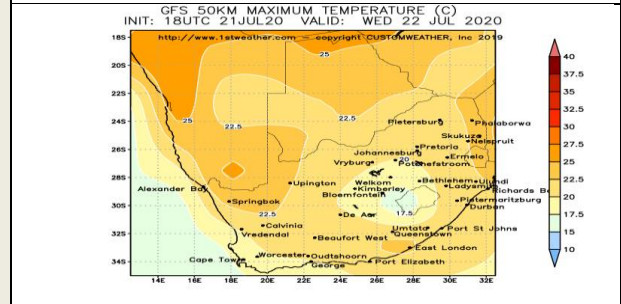 GFS 50KM MAXIMUM TEMPERATURE (C)
INIT: 18UTC 21JUL20 VALID: WED 22 JUL 2020
http://www.1stweather.com — copyright CUSTOMWEATHER, Inc 2019
18S
20S
22S
24S
26S
28S
30S
32S
34S
25
25
22.5
22.5
20
22.5
17.5
Pietersburg
Phalaborwa
Skukuza
Nelspruit
Pretoria
Johannesburg
Ermelo
Vryburg
Potchefstroom
Welkom
Bethlehem
Ulundi
Alexander Bay
Upington
Kimberley
Ladysmith
Richards B
Springbok
Bloemfontein
Pietermaritzburg
Durban
De Aar
Calvinia
Vredendal
Umtata
Port St Johns
Queenstown
Beaufort West
East London
Cape Town
Worcester
Oudtshoorn
George
Port Elizabeth
14E 16E 18E 20E 22E 24E 26E 28E 30E 32E
40
37.5
35
32.5
30
27.5
25
22.5
20
17.5
15
10